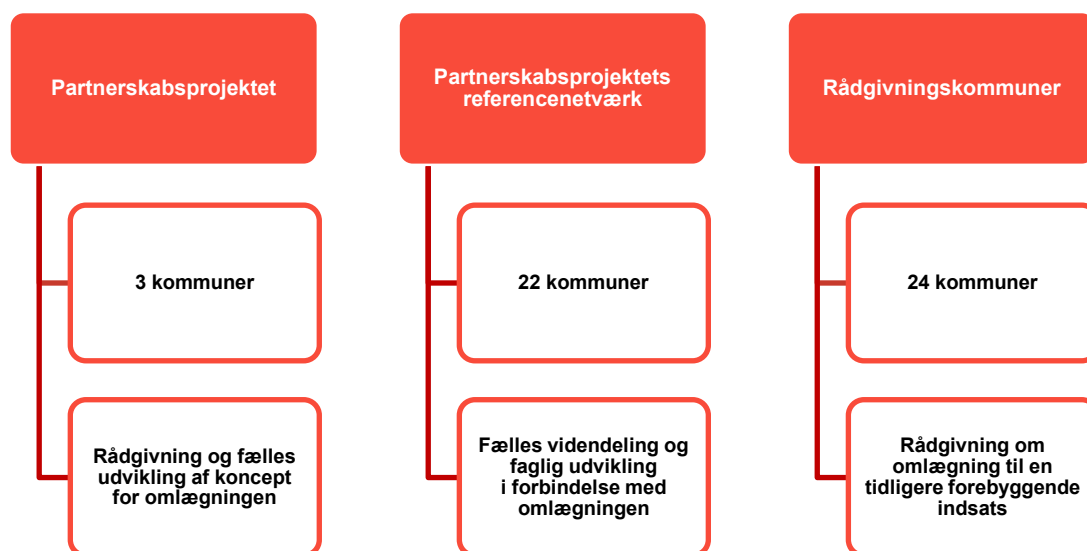 Partnerskabsprojektet
3 kommuner
Rådgivning og fælles
udvikling af koncept
for omlægningen
Partnerskabsprojektets
referencenetværk
22 kommuner
Fælles videndeling og
faglig udvikling
i forbindelse med
omlægningen
Rådgivningskommuner
24 kommuner
Rådgivning om
omlægning til en
tidligere forebyggende
indsats